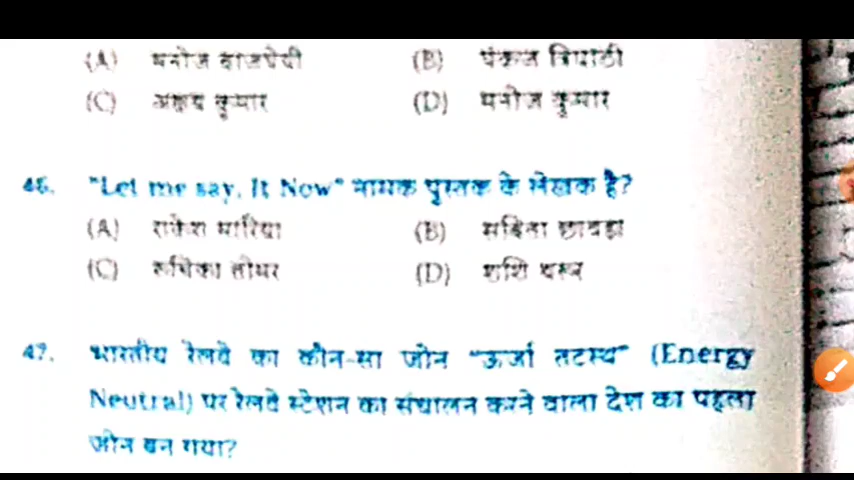 (A) मनोज वाजपेयी (B) पंकज त्रिपाठी
(C) अक्षय कुमार (D) मनोज कुमार
46. "Let me say, It Now" नामक पुस्तक के लेखक है?
(A) राकेश मारिया (B) सबिता छाबड़ा
(C) रूचिका तोमर (D) शशि थरूर
47. भारतीय रेलवे का कौन-सा जोन "ऊर्जा तटस्थ" (Energy
Neutral) पर रेलवे स्टेशन का संचालन करने वाला देश का पहला
जोन बन गया?